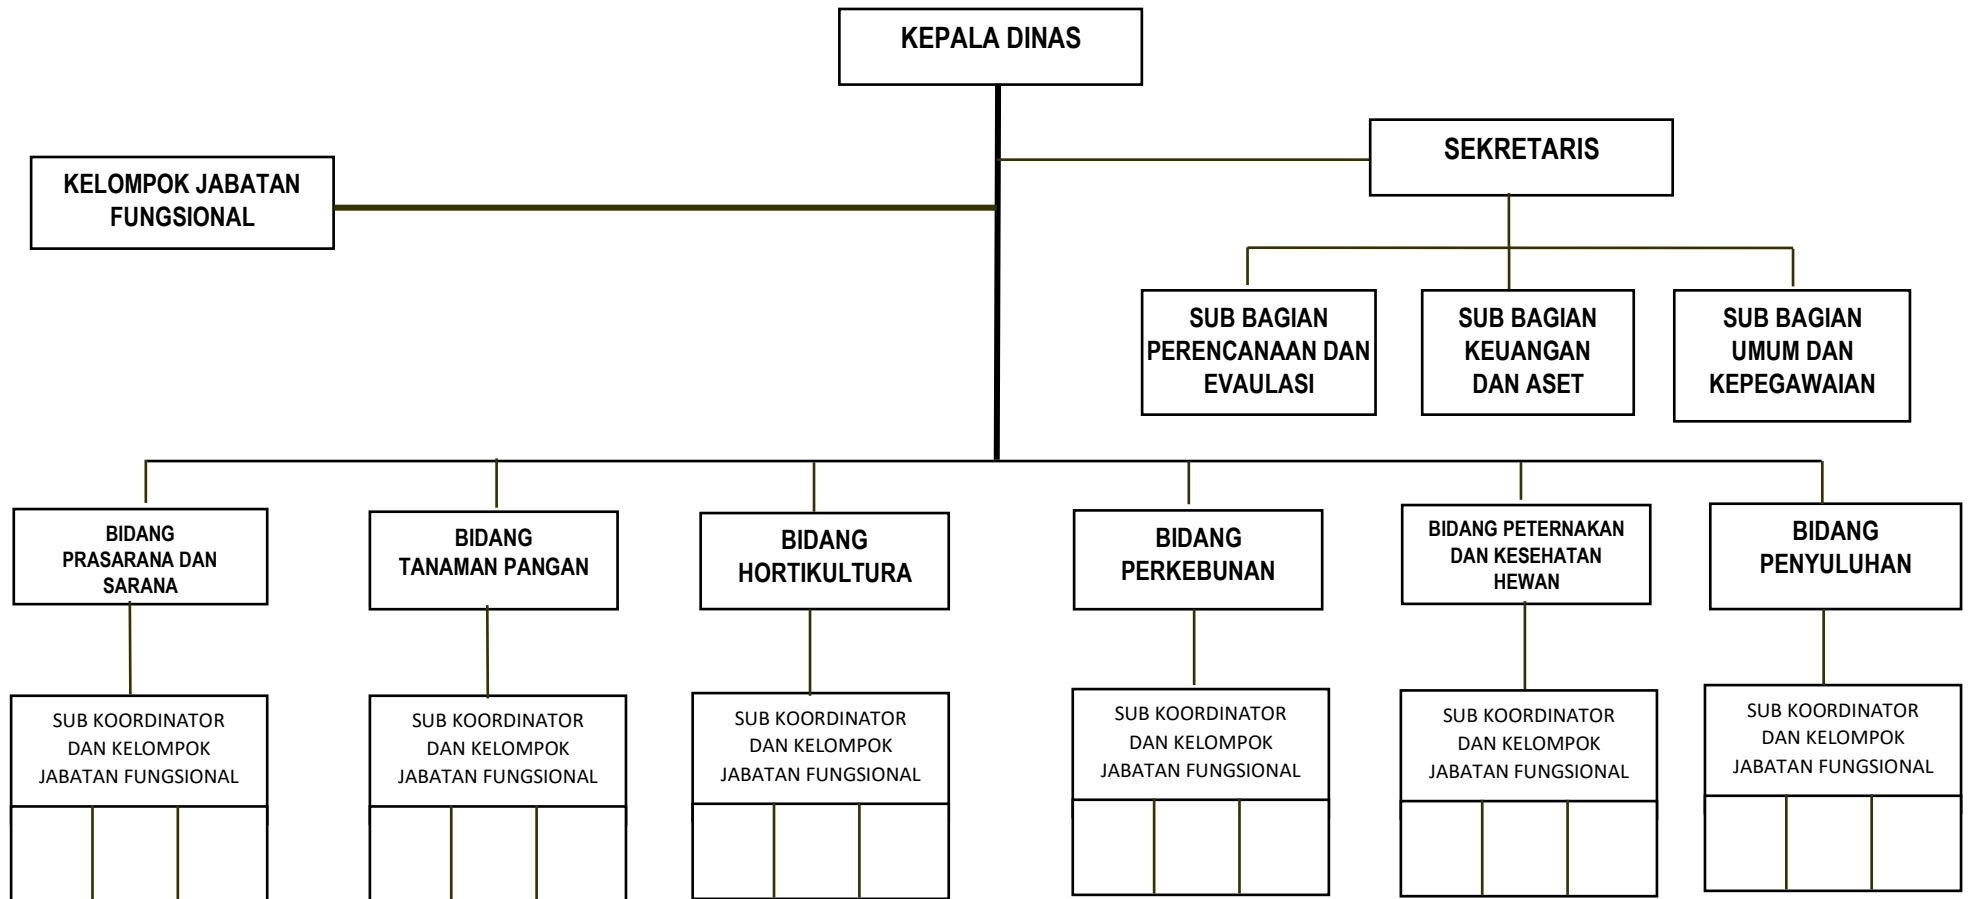 KEPALA DINAS
SEKRETARIS
KELOMPOK JABATAN
FUNGSIONAL
SUB BAGIAN
PERENCANAAN DAN
EVAULASI
SUB BAGIAN
KEUANGAN
DAN ASET
SUB BAGIAN
UMUM DAN
KEPEGAWAIAN
BIDANG
PRASARANA DAN
SARANA
BIDANG
TANAMAN PANGAN
BIDANG
HORTIKULTURA
BIDANG
PERKEBUNAN
BIDANG PETERNAKAN
DAN KESEHATAN
HEWAN
BIDANG
PENYULUHAN
SUB KOORDINATOR
DAN KELOMPOK
JABATAN FUNGSIONAL
SUB KOORDINATOR
DAN KELOMPOK
JABATAN FUNGSIONAL
SUB KOORDINATOR
DAN KELOMPOK
JABATAN FUNGSIONAL
SUB KOORDINATOR
DAN KELOMPOK
JABATAN FUNGSIONAL
SUB KOORDINATOR
DAN KELOMPOK
JABATAN FUNGSIONAL
SUB KOORDINATOR
DAN KELOMPOK
JABATAN FUNGSIONAL